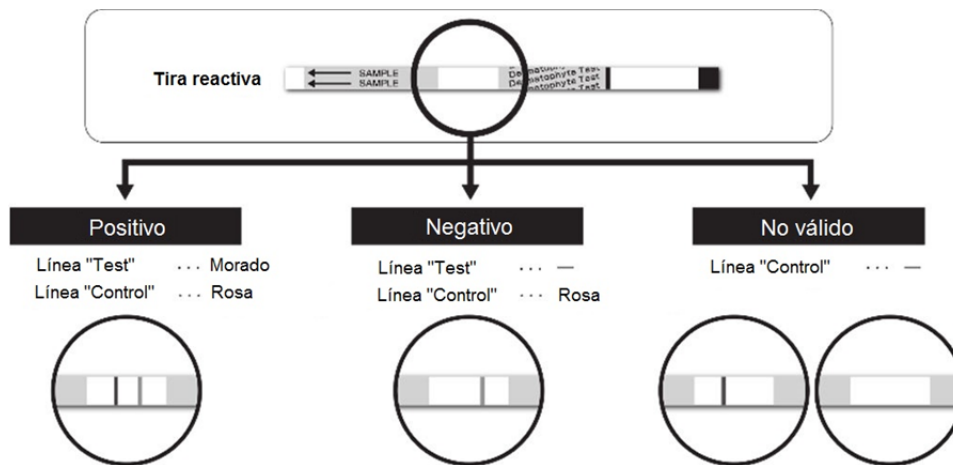 Tira reactiva
SAMPLE
SAMPLE
Dermatophyte Test
Dermatophyte Test
Positivo
Línea "Test" ... Morado
Línea "Control" ... Rosa
Negativo
Línea "Test" ... —
Línea "Control" ... Rosa
No válido
Línea "Control" ... —